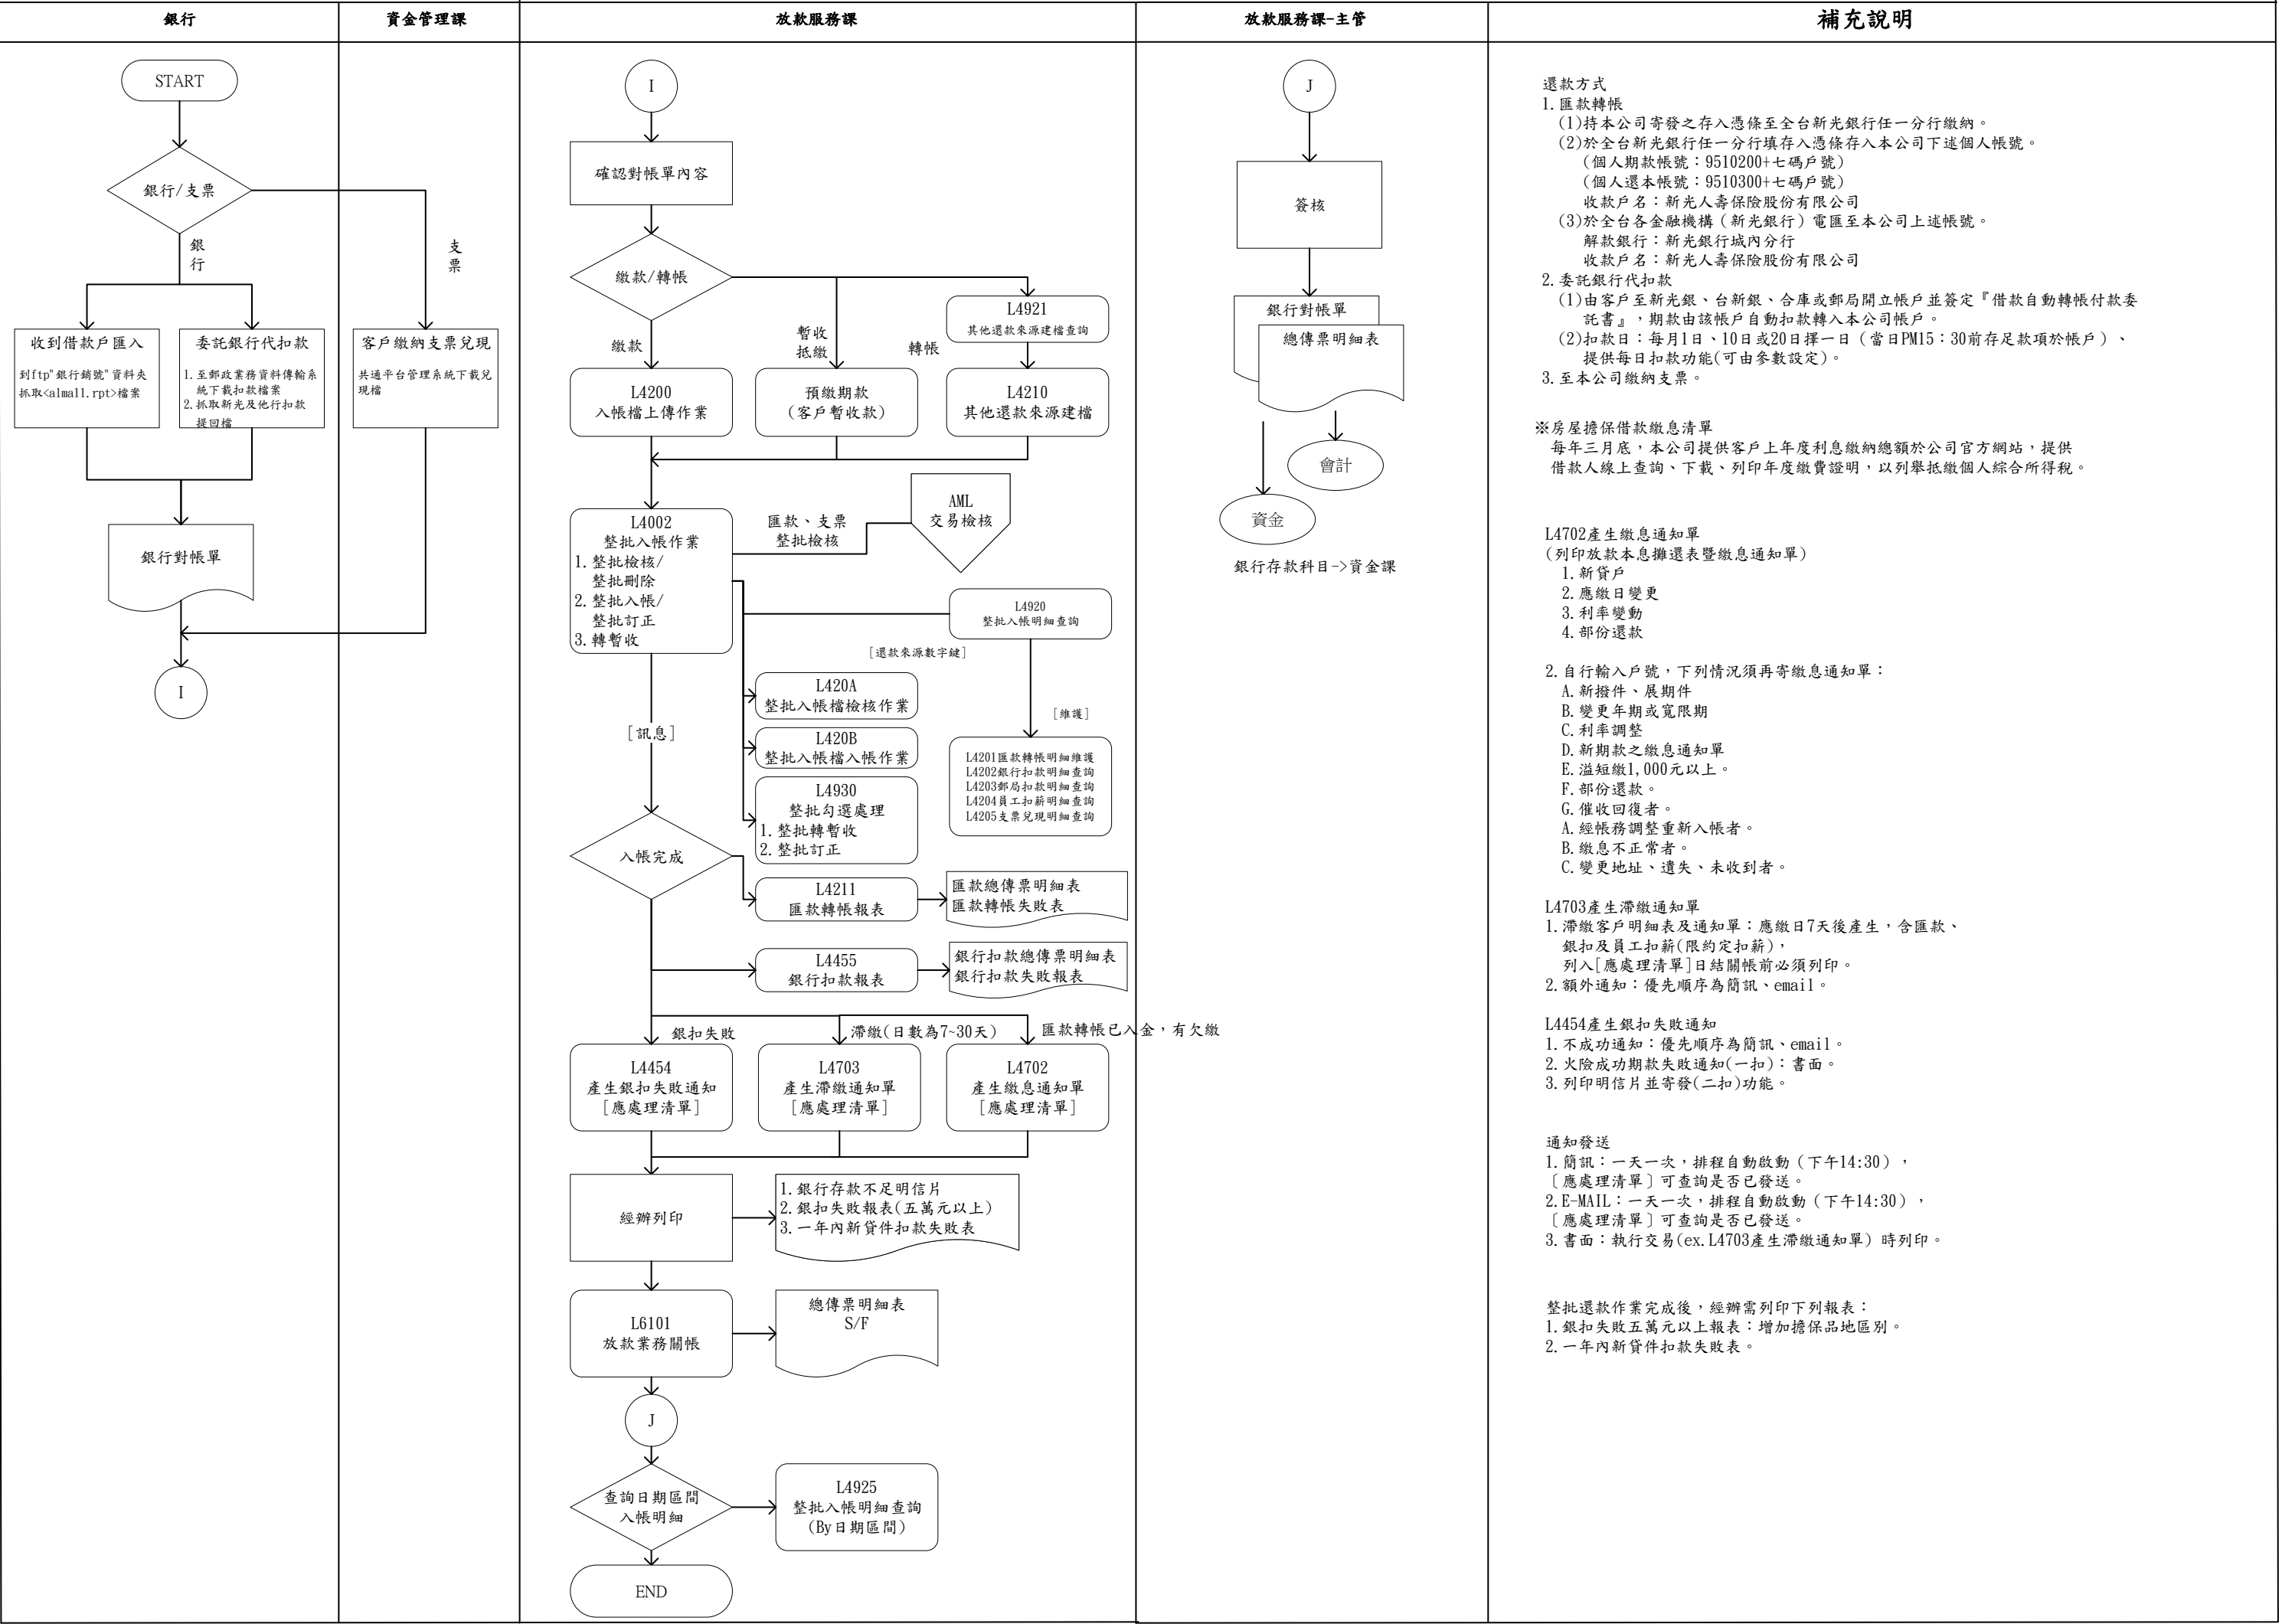 銀行
資金管理課
放款服務課
放款服務課-主管
補充說明
START
銀行/支票
銀
行
支
票
收到借款戶匯入
到ftp"銀行銷號"資料夾
抓取<almall.rpt>檔案
委託銀行代扣款
1.至郵政業務資料傳輸系
統下載扣款檔案
2.抓取新光及他行扣款
提回檔
客戶繳納支票兌現
共通平台管理系統下載兌
現檔
銀行對帳單
I
I
確認對帳單內容
繳款/轉帳
繳款
暫收
抵繳
轉帳
L4921
其他還款來源建檔查詢
L4200
入帳檔上傳作業
預繳期款
(客戶暫收款)
L4210
其他還款來源建檔
L4002
整批入帳作業
1.整批檢核/
整批刪除
2.整批入帳/
整批訂正
3.轉暫收
匯款、支票
整批檢核
AML
交易檢核
L4920
整批入帳明細查詢
[還款來源數字鍵]
L420A
整批入帳檔檢核作業
[維護]
[訊息]
L420B
整批入帳檔入帳作業
L4201匯款轉帳明細維護
L4202銀行扣款明細查詢
L4203郵局扣款明細查詢
L4204員工扣薪明細查詢
L4205支票兌現明細查詢
L4930
整批勾選處理
1.整批轉暫收
2.整批訂正
入帳完成
L4211
匯款轉帳報表
匯款總傳票明細表
匯款轉帳失敗表
L4455
銀行扣款報表
銀行扣款總傳票明細表
銀行扣款失敗報表
銀扣失敗
滯繳(日數為7~30天)
匯款轉帳已入金，有欠繳
L4454
產生銀扣失敗通知
[應處理清單]
L4703
產生滯繳通知單
[應處理清單]
L4702
產生繳息通知單
[應處理清單]
經辦列印
1.銀行存款不足明信片
2.銀扣失敗報表(五萬元以上)
3.一年內新貸件扣款失敗表
L6101
放款業務關帳
總傳票明細表
S/F
J
查詢日期區間
入帳明細
L4925
整批入帳明細查詢
(By日期區間)
END
J
簽核
銀行對帳單
總傳票明細表
會計
資金
銀行存款科目->資金課
還款方式
1.匯款轉帳
(1)持本公司寄發之存入憑條至全台新光銀行任一分行繳納。
(2)於全台新光銀行任一分行填存入憑條存入本公司下述個人帳號。
(個人期款帳號：9510200+七碼戶號)
(個人還本帳號：9510300+七碼戶號)
收款戶名：新光人壽保險股份有限公司
(3)於全台各金融機構（新光銀行）電匯至本公司上述帳號。
解款銀行：新光銀行城內分行
收款戶名：新光人壽保險股份有限公司
2.委託銀行代扣款
(1)由客戶至新光銀、台新銀、合庫或郵局開立帳戶並簽定『借款自動轉帳付款委
託書』，期款由該帳戶自動扣款轉入本公司帳戶。
(2)扣款日：每月1日、10日或20日擇一日（當日PM15：30前存足款項於帳戶）、
提供每日扣款功能(可由參數設定)。
3.至本公司繳納支票。
※房屋擔保借款繳息清單
每年三月底，本公司提供客戶上年度利息繳納總額於公司官方網站，提供
借款人線上查詢、下載、列印年度繳費證明，以列舉抵繳個人綜合所得稅。
L4702產生繳息通知單
(列印放款本息攤還表暨繳息通知單)
1.新貸戶
2.應繳日變更
3.利率變動
4.部份還款
2.自行輸入戶號，下列情況須再寄繳息通知單：
A.新撥件、展期件
B.變更年期或寬限期
C.利率調整
D.新期款之繳息通知單
E.溢短繳1,000元以上。
F.部份還款。
G.催收回復者。
A.經帳務調整重新入帳者。
B.繳息不正常者。
C.變更地址、遺失、未收到者。
L4703產生滯繳通知單
1.滯繳客戶明細表及通知單：應繳日7天後產生，含匯款、
銀扣及員工扣薪(限約定扣薪)，
列入[應處理清單]日結關帳前必須列印。
2.額外通知：優先順序為簡訊、email。
L4454產生銀扣失敗通知
1.不成功通知：優先順序為簡訊、email。
2.火險成功期款失敗通知(一扣)：書面。
3.列印明信片並寄發(二扣)功能。
通知發送
1.簡訊：一天一次，排程自動啟動（下午14:30），
〔應處理清單〕可查詢是否已發送。
2.E-MAIL：一天一次，排程自動啟動（下午14:30），
〔應處理清單〕可查詢是否已發送。
3.書面：執行交易(ex.L4703產生滯繳通知單) 時列印。
整批還款作業完成後，經辦需列印下列報表：
1.銀扣失敗五萬元以上報表：增加擔保品地區別。
2.一年內新貸件扣款失敗表。